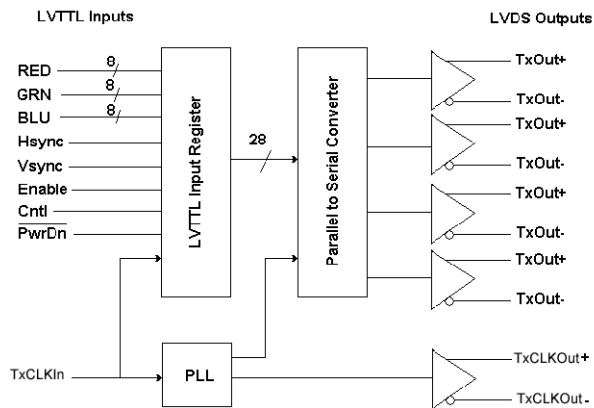 LVTTL Inputs
LVDS Outputs
RED
8
GRN
8
BLU
8
Hsync
Vsync
Enable
Cntl
PwrDn
LVTTL Input Register
28
Parallel to Serial Converter
TxOut+
TxOut-
TxOut+
TxOut-
TxOut+
TxOut-
TxOut+
TxOut-
TxCLKIn
PLL
TxCLKOut+
TxCLKOut-